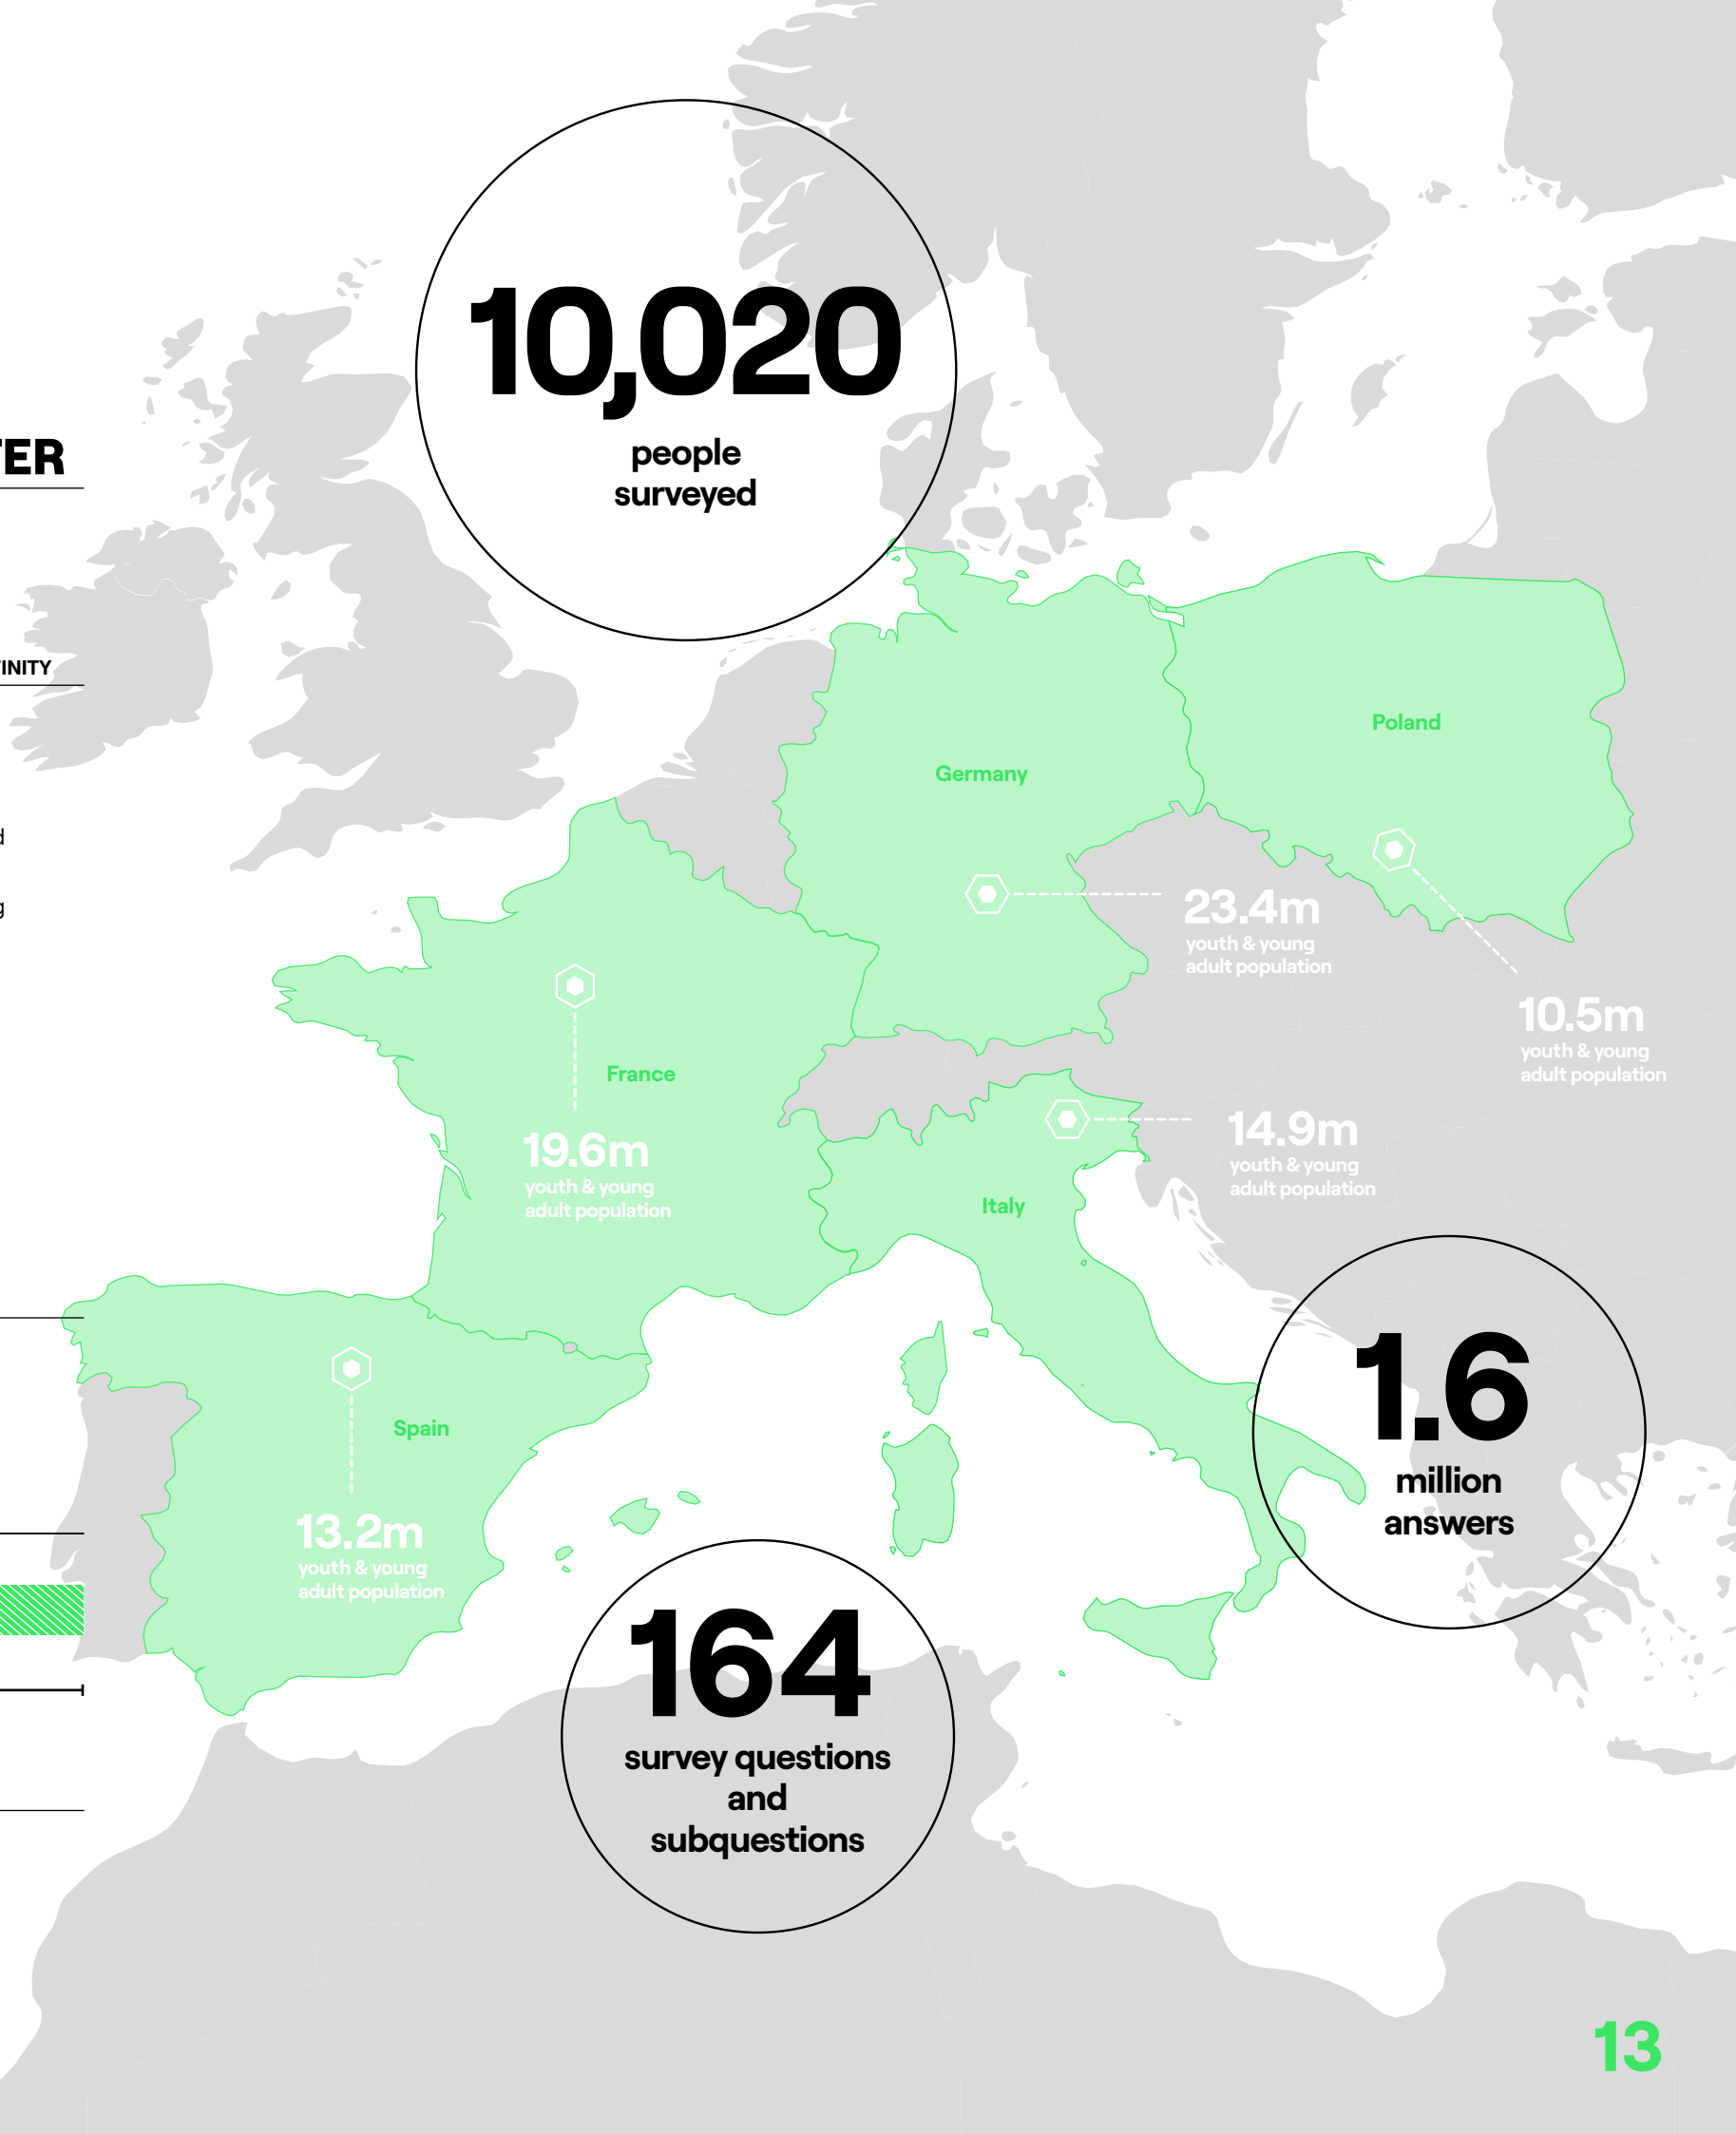 10,020
people
surveyed
TER
INITY
d
g
Poland
Germany
23.4m
youth & young
adult population
10.5m
youth & young
adult population
France
19.6m
youth & young
adult population
14.9m
youth & young
adult population
Italy
1.6
million
answers
Spain
13.2m
youth & young
adult population
164
survey questions
and
subquestions
13